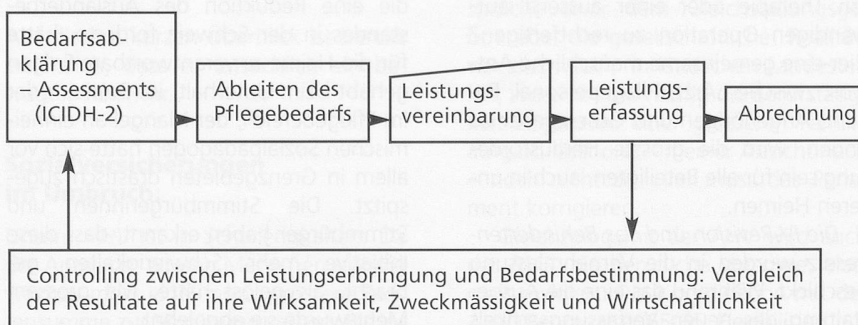 Bedarfsab-
klärung
– Assessments
(FIDH-2)
Ableiten des
Pflegebedarfs
Leistungs-
vereinbarung
Leistungs-
erfassung
Abrechnung
Controlling zwischen Leistungserbringung und Bedarfsbestimmung: Vergleich
der Resultate auf ihre Wirksamkeit, Zweckmässigkeit und Wirtschaftlichkeit